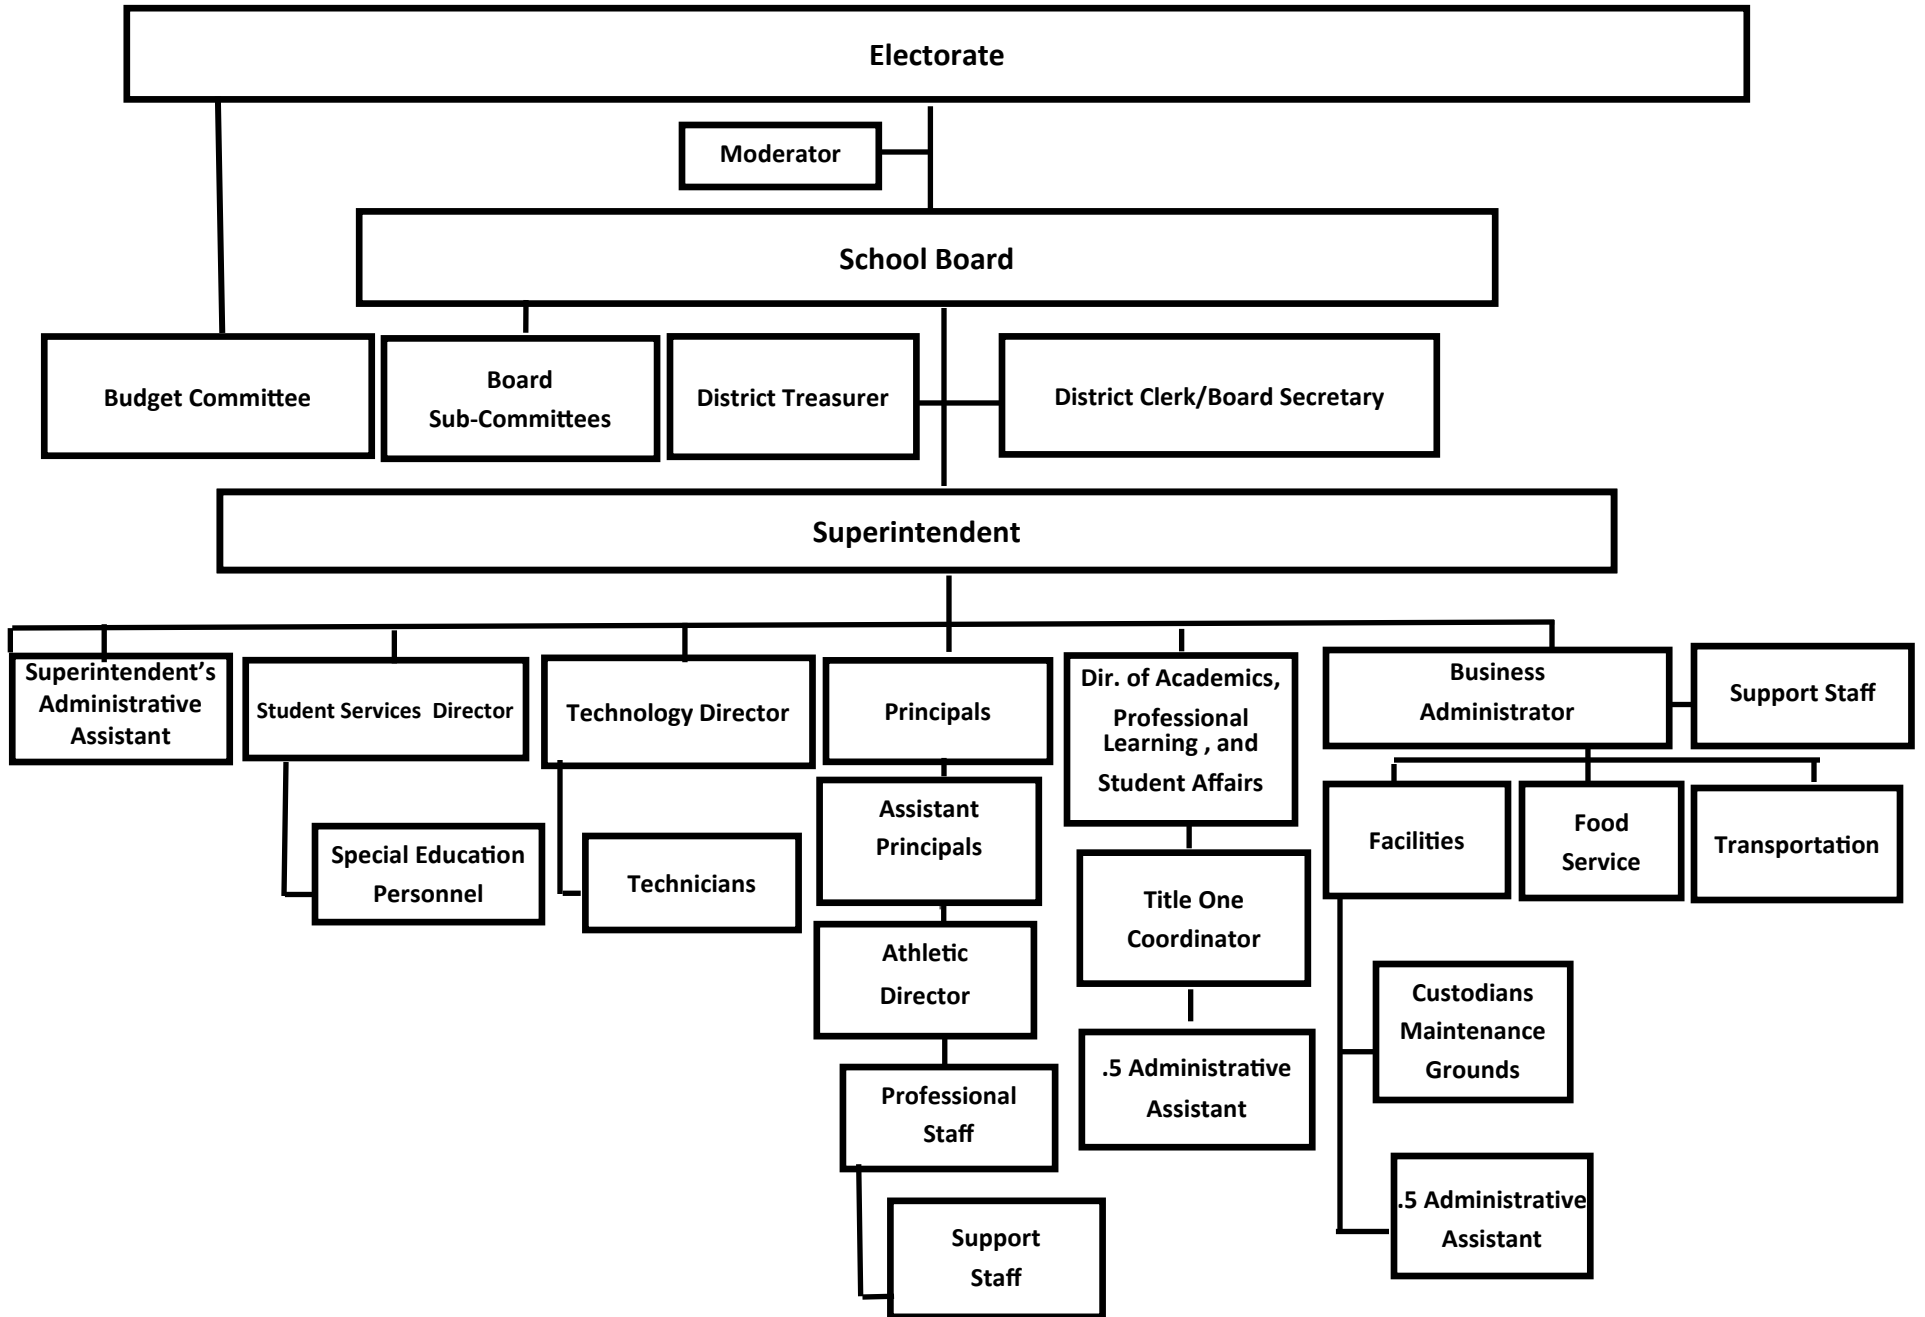 Electorate
Moderator
School Board
Budget Committee
Board
Sub-Committees
District Treasurer
District Clerk/Board Secretary
Superintendent
Superintendent’s
Administrative
Assistant
Student Services  Director
Technology Director
Principals
Dir. of Academics,
Professional
Learning , and
Student Affairs
Business
Administrator
Support Staff
Special Education
Personnel
Technicians
Assistant
Principals
Athletic
Director
Professional
Staff
Support
Staff
Title One
Coordinator
.5 Administrative
Assistant
Facilities
Food
Service
Transportation
Custodians
Maintenance
Grounds
.5 Administrative
Assistant